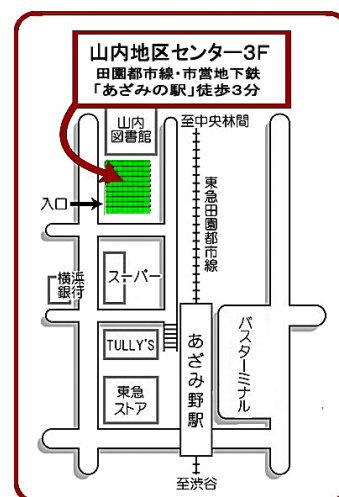 山内地区センター3F
田園都市線・市営地下鉄
「あざみの駅」徒歩3分
山内
図書館
至中央林間
入口
東急田園都市線
横浜
銀行
スーパー
TULLY'S
あざみ野駅
バスターミナル
東急
ストア
至渋谷